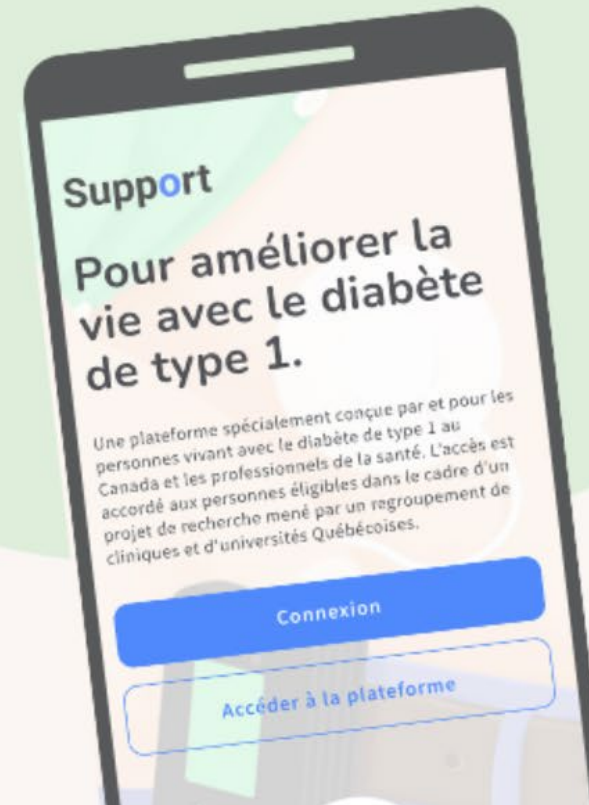 Support
Pour améliorer la
vie avec le diabète
de type 1.
Une plateforme spécialement conçue par et pour les
personnes vivant avec le diabète de type 1 au
Canada et les professionnels de la santé. L'accès est
accordé aux personnes éligibles dans le cadre d'un
projet de recherche mené par un regroupement de
cliniques et d'universités Québécoises.
Connexion
Accéder à la plateforme